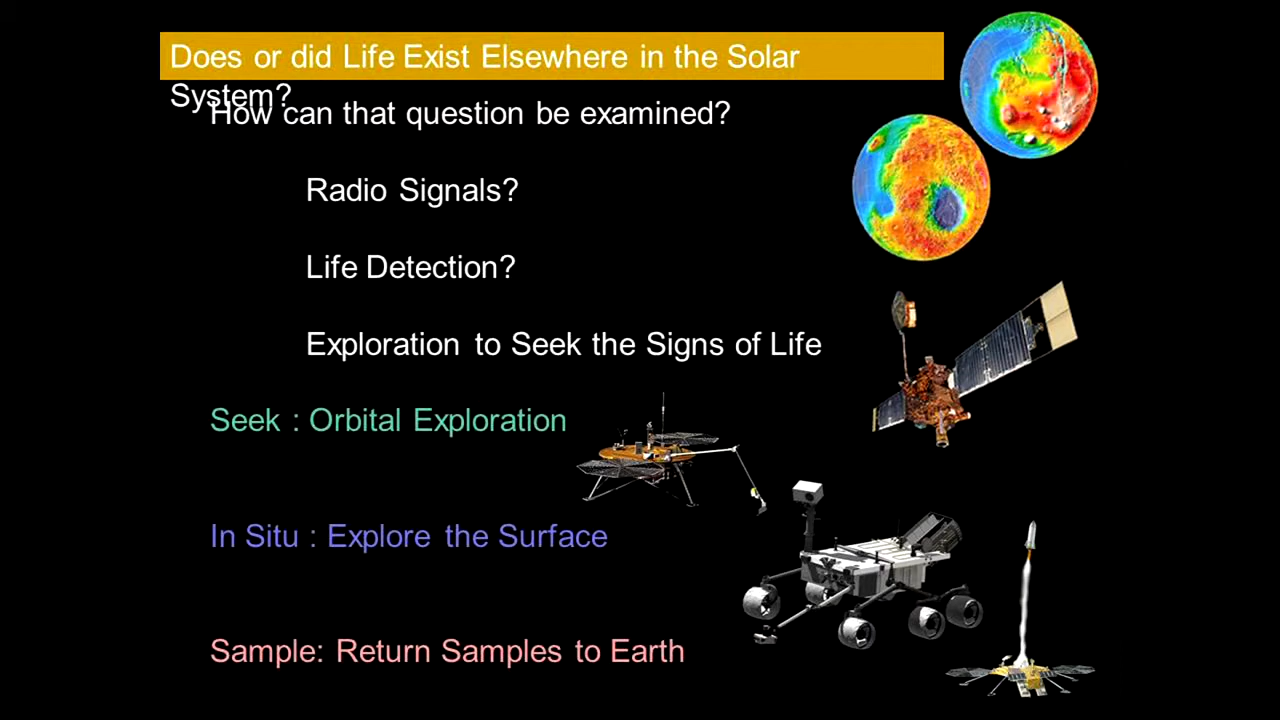 Does or did Life Exist Elsewhere in the Solar
System?
How can that question be examined?
Radio Signals?
Life Detection?
Exploration to Seek the Signs of Life
Seek : Orbital Exploration
In Situ : Explore the Surface
Sample: Return Samples to Earth